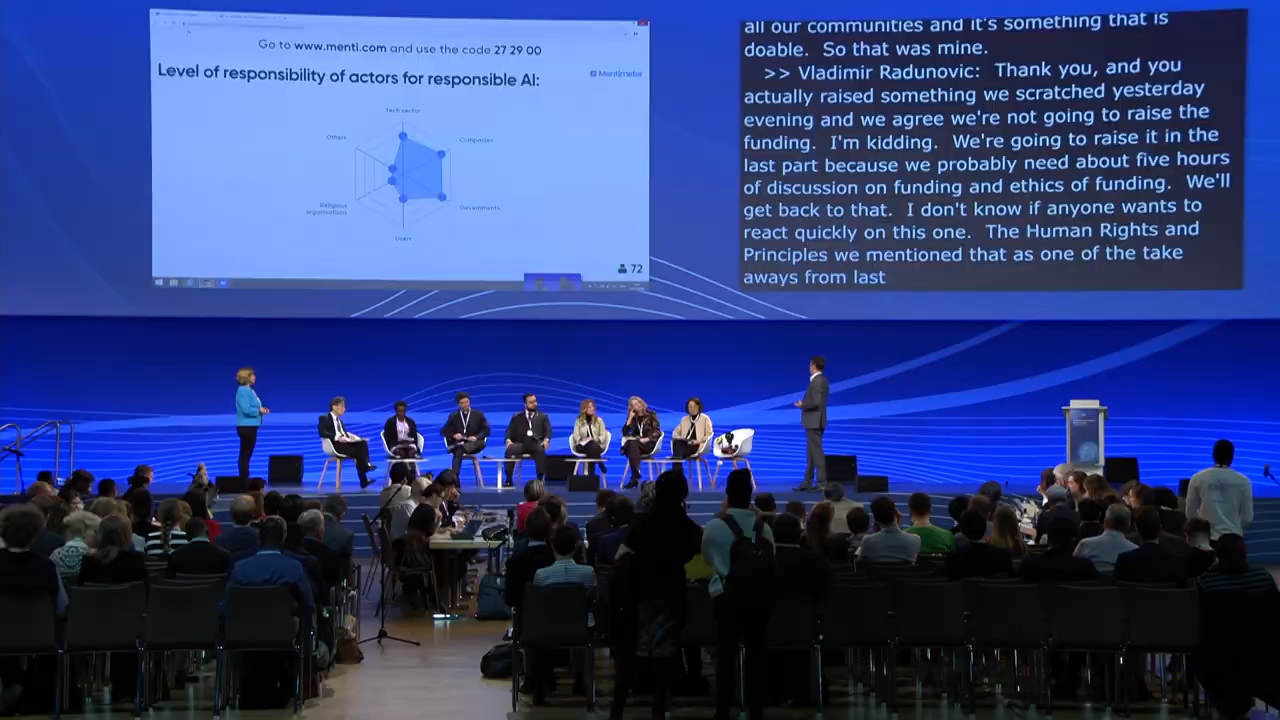 Go to www.menti.com and use the code 27 29 00
Level of responsibility of actors for responsible AI:
Mentimeter
Tech sector
Others
Companies
Religious
organisations
Governments
Users
72
all our communities and it's something that is
doable. So that was mine.
>> Vladimir Radunovic: Thank you, and you
actually raised something we scratched yesterday
evening and we agree we're not going to raise the
funding. I'm kidding. We're going to raise it in the
last part because we probably need about five hours
of discussion on funding and ethics of funding. We'll
get back to that. I don't know if anyone wants to
react quickly on this one. The Human Rights and
Principles we mentioned that as one of the take
aways from last